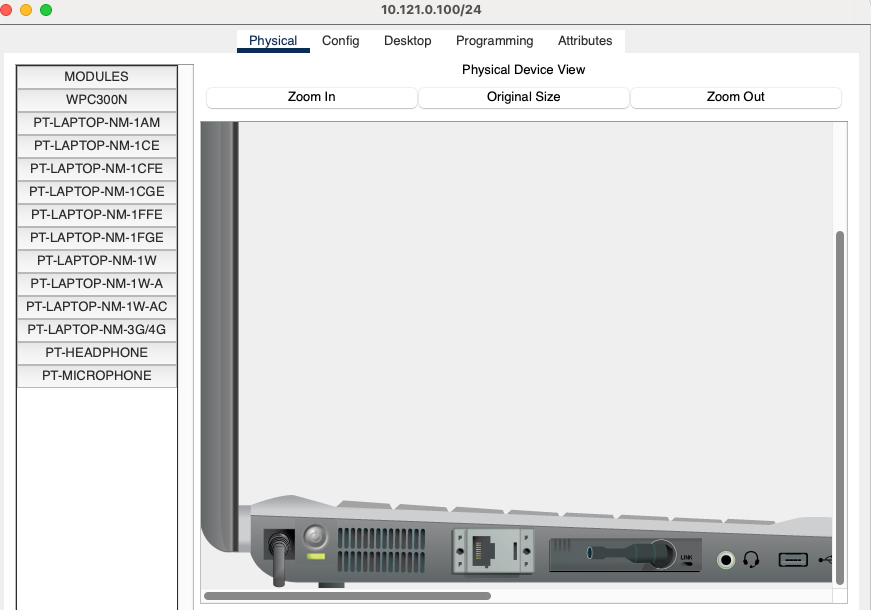 10.121.0.100/24
Physical Config Desktop Programming Attributes
MODULES
WPC300N
PT-LAPTOP-NM-1AM
PT-LAPTOP-NM-1CE
PT-LAPTOP-NM-1CFE
PT-LAPTOP-NM-1CGE
PT-LAPTOP-NM-1FFE
PT-LAPTOP-NM-1FGE
PT-LAPTOP-NM-1W
PT-LAPTOP-NM-1W-A
PT-LAPTOP-NM-1W-AC
PT-LAPTOP-NM-3G/4G
PT-HEADPHONE
PT-MICROPHONE
Physical Device View
Zoom In Original Size Zoom Out
LINK